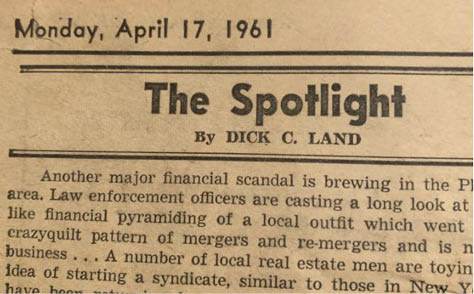 Monday, April 17, 1961
The Spotlight
By DICK C. LAND
Another major financial scandal is brewing in the
area. Law enforcement officers are casting a long look at
like financial pyramiding of a local outfit which went
crazyquilt pattern of mergers and re-mergers and is
business . . . A number of local real estate men are
idea of starting a syndicate, similar to those in New
have been